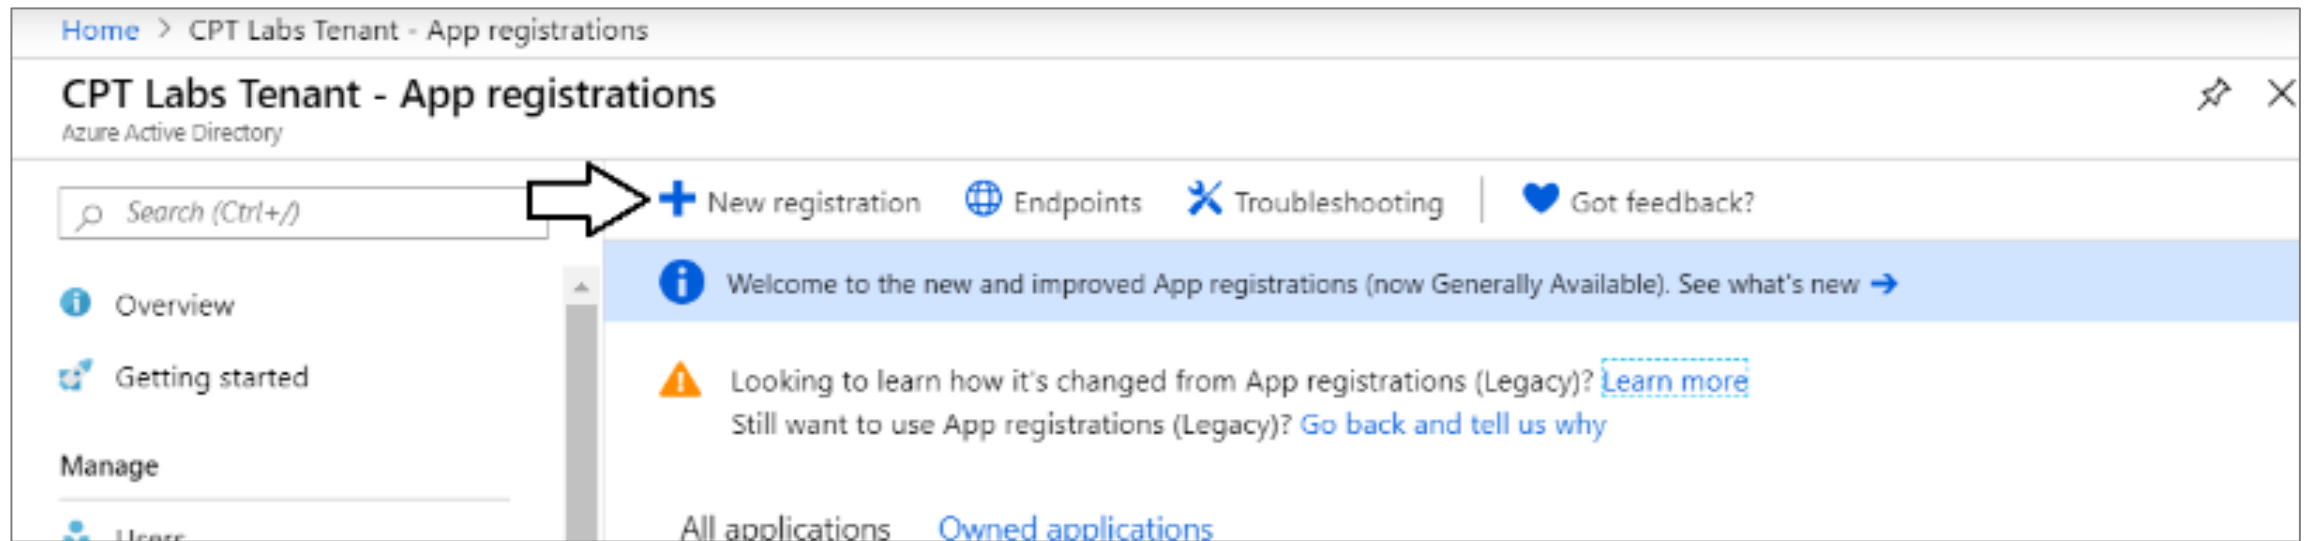 Home > CPT Labs Tenant - App registrations
CPT Labs Tenant - App registrations
Azure Active Directory
Search (Ctrl+/)
Overview
Getting started
Manage
Users
New registration Endpoints Troubleshooting Got feedback?
Welcome to the new and improved App registrations (now Generally Available). See what's new →
Looking to learn how it's changed from App registrations (Legacy)? Learn more
Still want to use App registrations (Legacy)? Go back and tell us why
All applications Owned applications